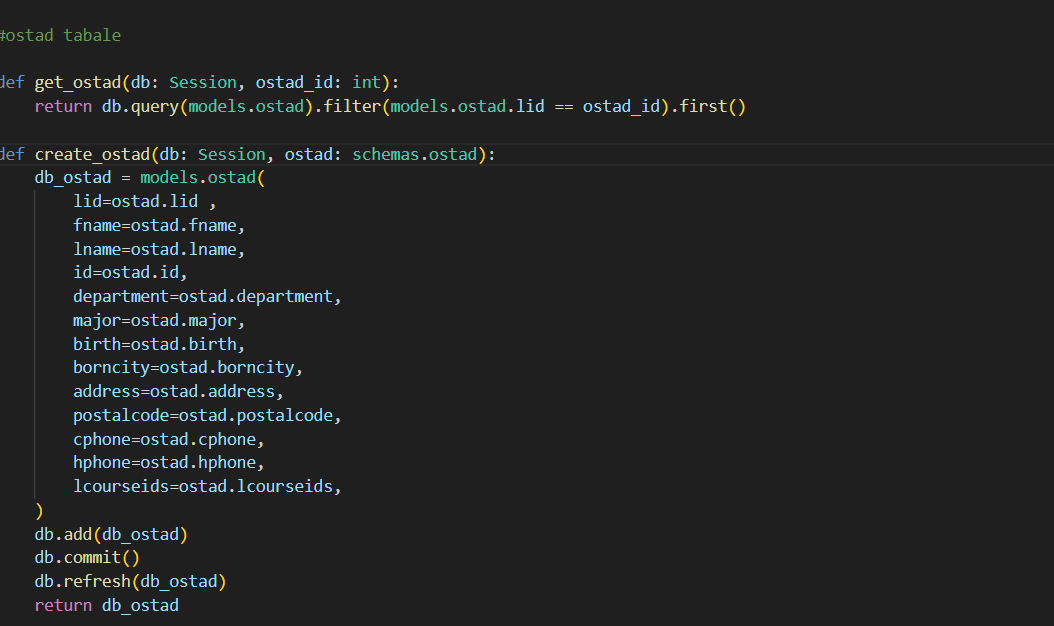 #ostad tabale
def get_ostad(db: Session, ostad_id: int):
    return db.query(models.ostad).filter(models.ostad.lid == ostad_id).first()
def create_ostad(db: Session, ostad: schemas.ostad):
    db_ostad = models.ostad(
        lid=ostad.lid ,
        fname=ostad.fname,
        lname=ostad.lname,
        id=ostad.id,
        department=ostad.department,
        major=ostad.major,
        birth=ostad.birth,
        borncity=ostad.borncity,
        address=ostad.address,
        postalcode=ostad.postalcode,
        cphone=ostad.cphone,
        hphone=ostad.hphone,
        lcourseids=ostad.lcourseids,
    )
    db.add(db_ostad)
    db.commit()
    db.refresh(db_ostad)
    return db_ostad